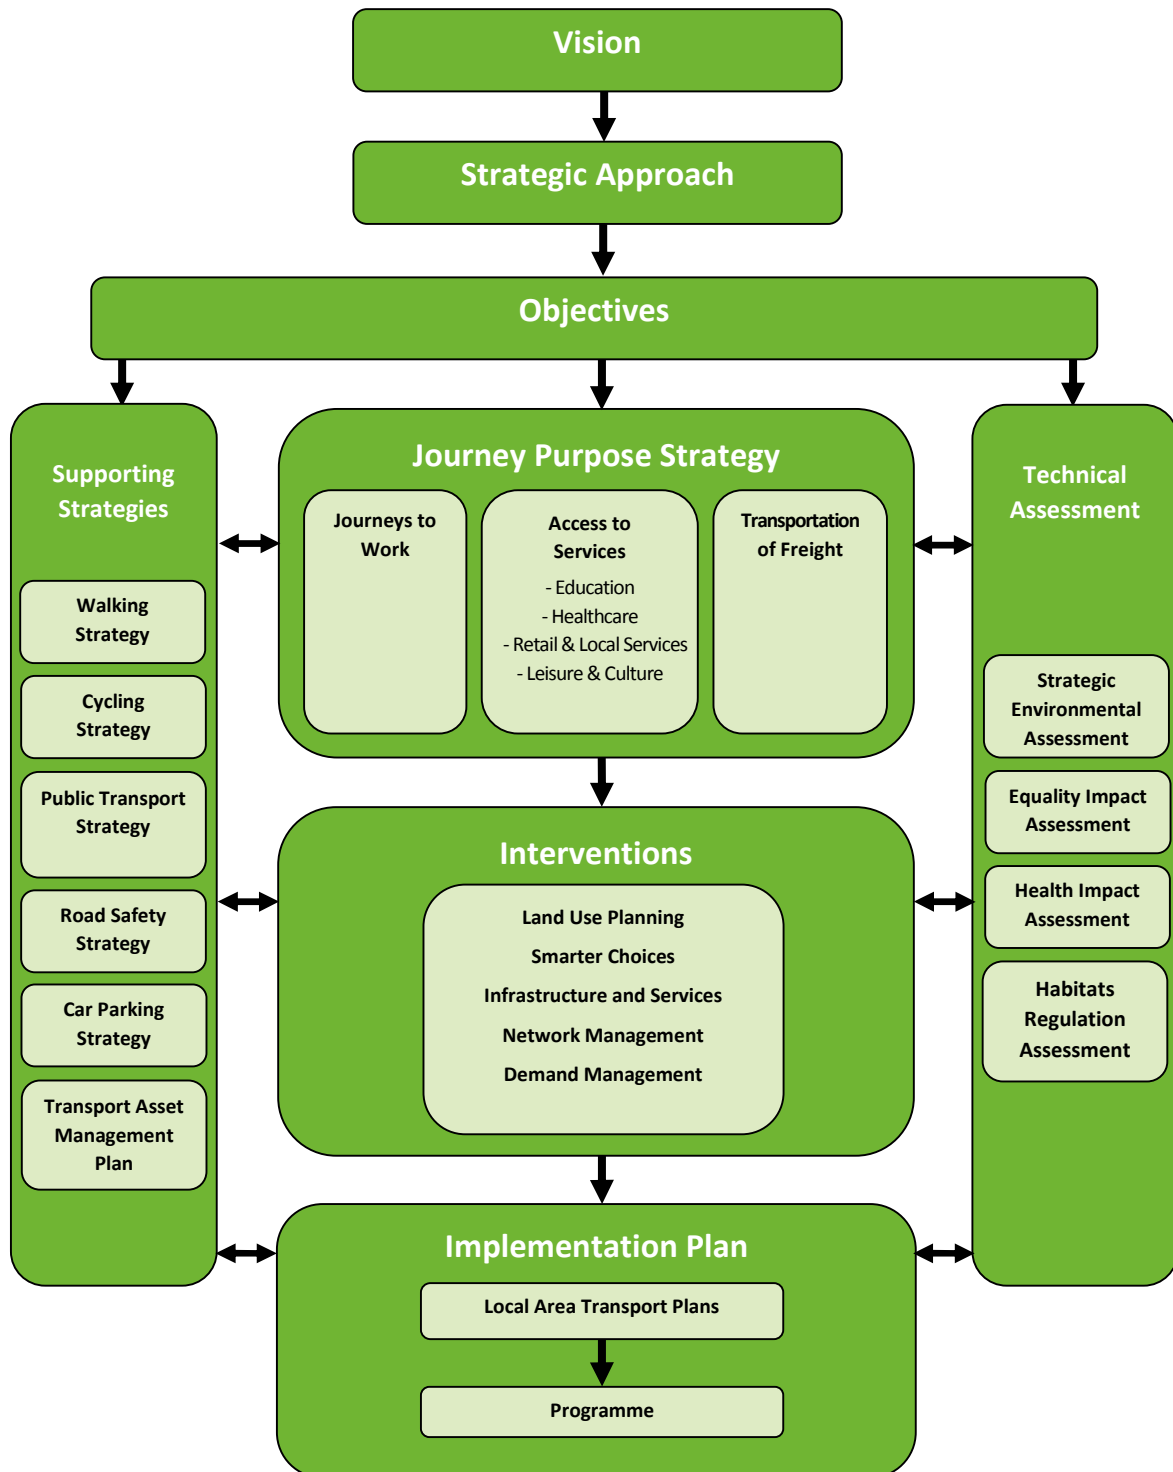 Vision
Strategic Approach
Objectives
Supporting
Strategies
Walking
Strategy
Cycling
Strategy
Public Transport
Strategy
Road Safety
Strategy
Car Parking
Strategy
Transport Asset
Management
Plan
Journey Purpose Strategy
Journeys to
Work
Access to
Services
- Education
- Healthcare
- Retail & Local Services
- Leisure & Culture
Transportation
of Freight
Interventions
Land Use Planning
Smarter Choices
Infrastructure and Services
Network Management
Demand Management
Implementation Plan
Local Area Transport Plans
Programme
Technical
Assessment
Strategic
Environmental
Assessment
Equality Impact
Assessment
Health Impact
Assessment
Habitats
Regulation
Assessment